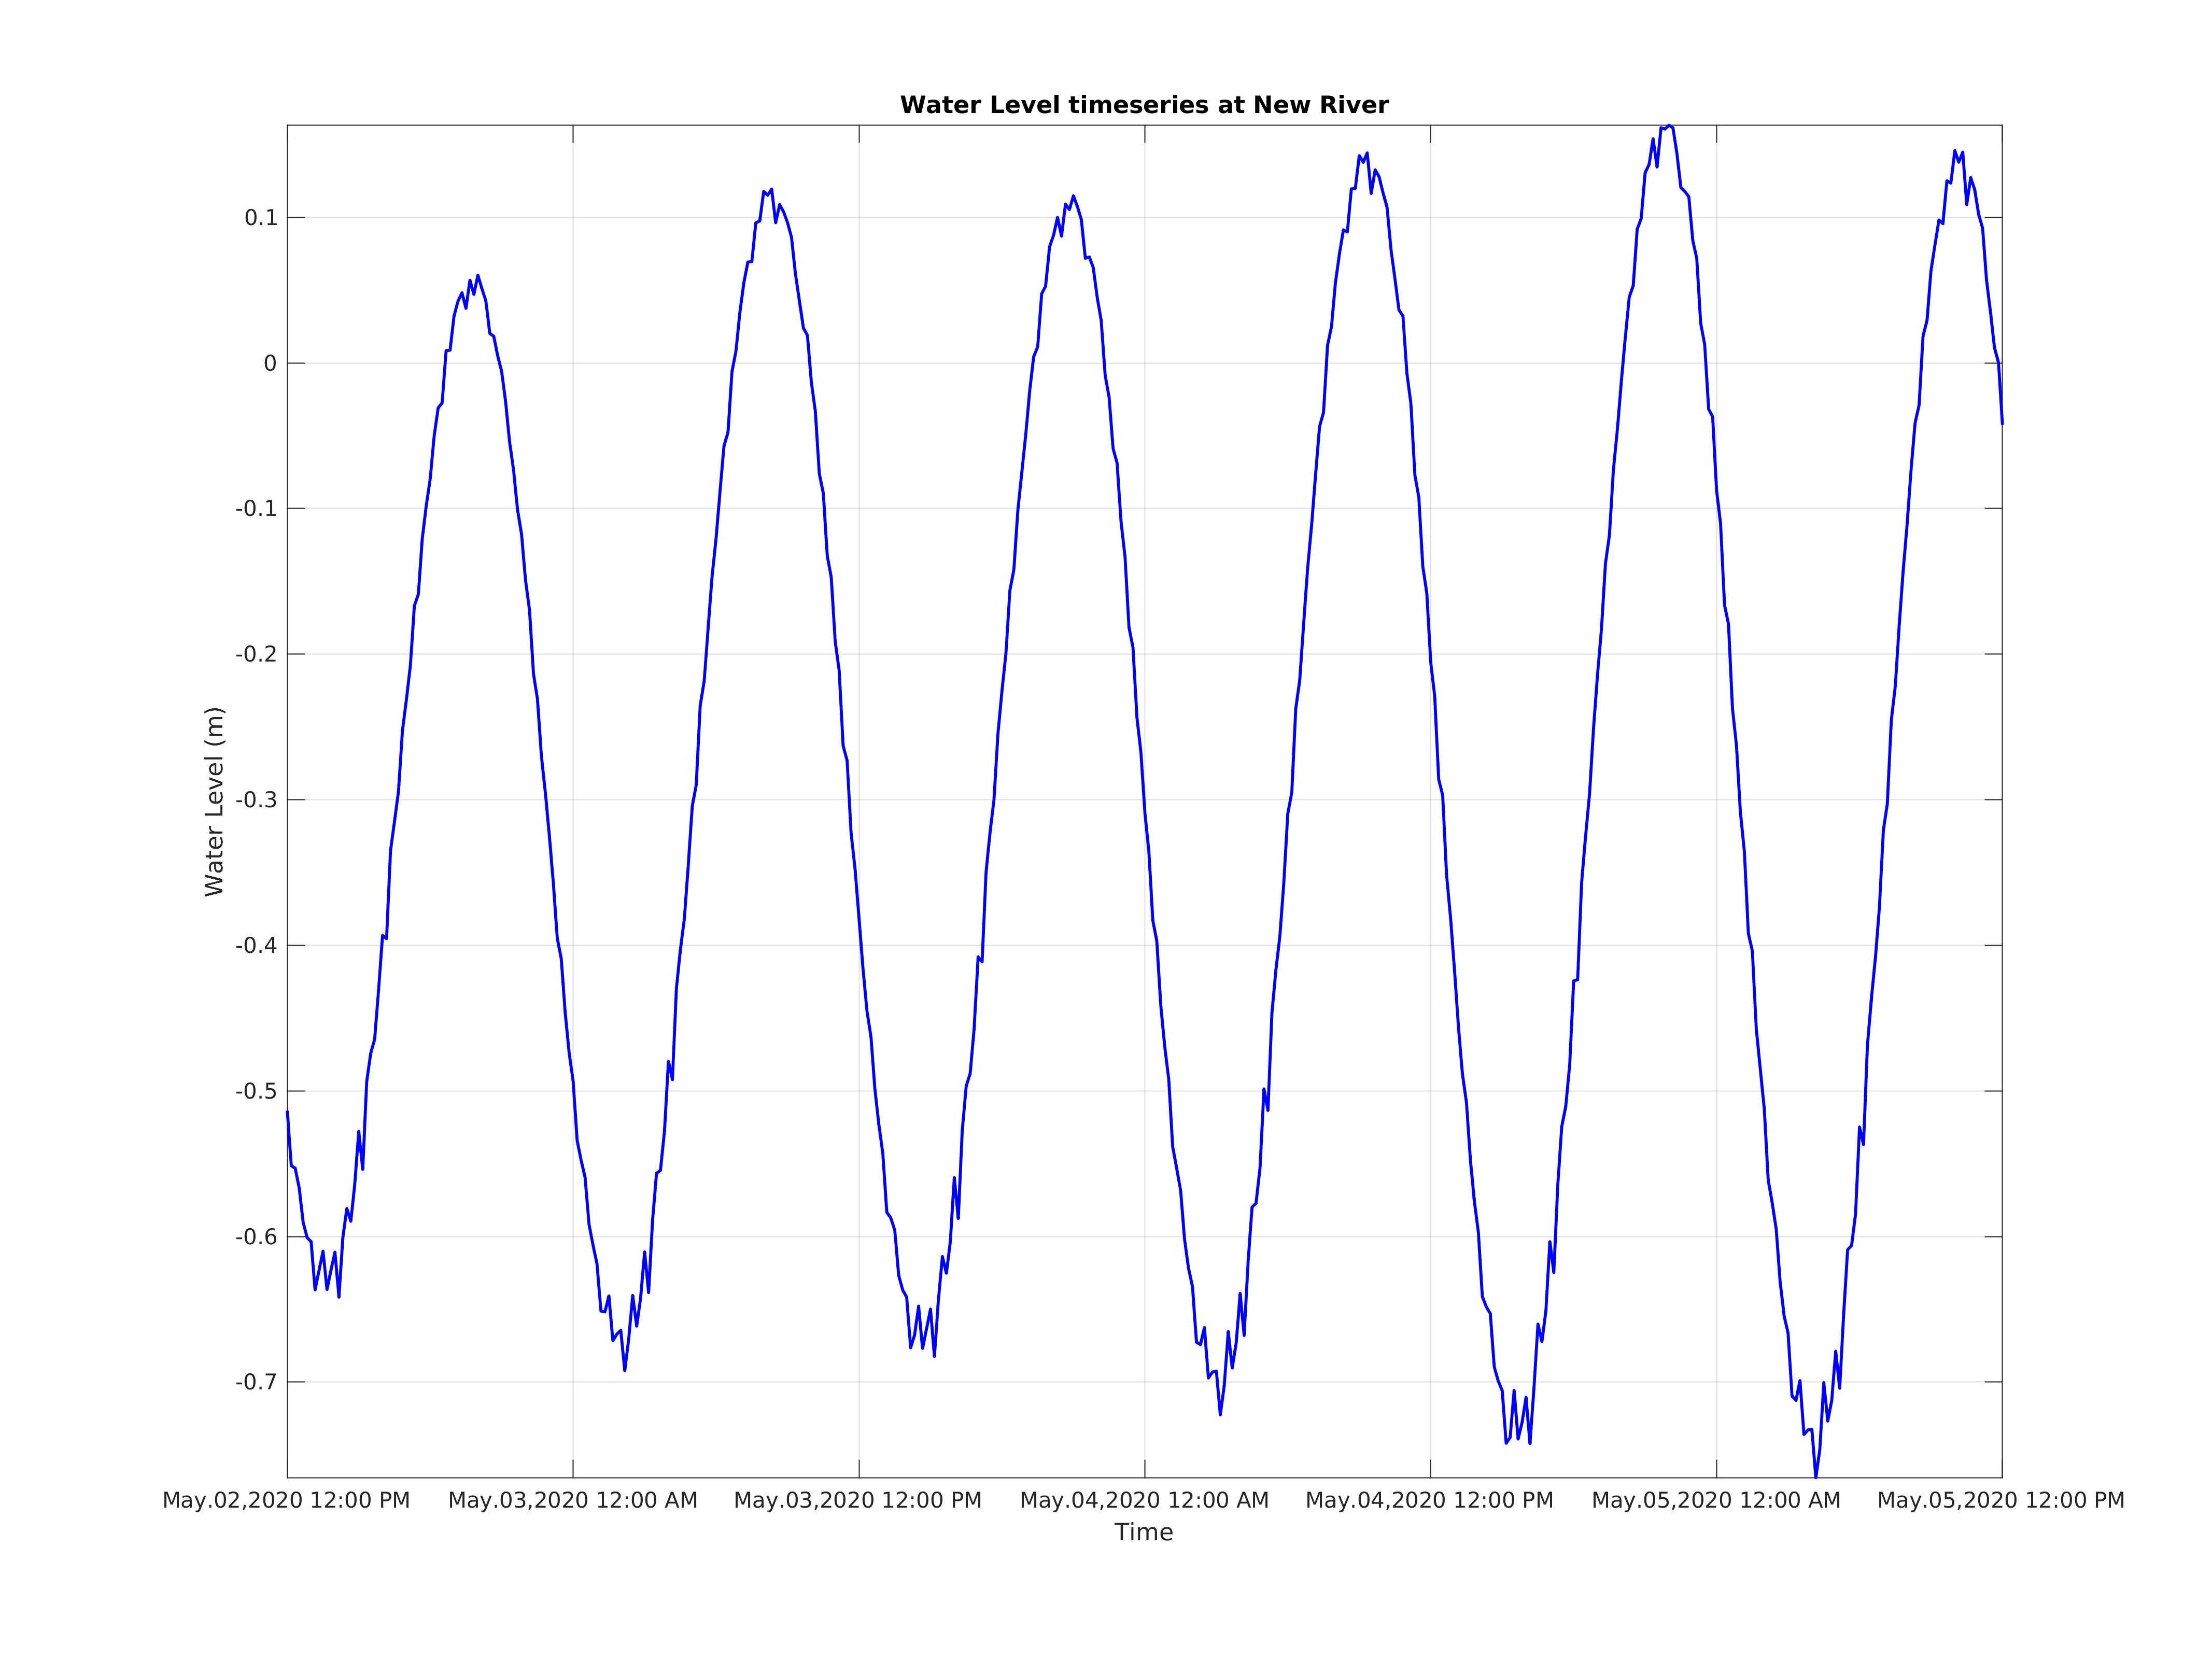 Water Level timeseries at New River
0.1
0
-0.1
-0.2
-0.3
-0.4
-0.5
-0.6
-0.7
Water Level (m)
May.02,2020 12:00 PM
May.03,2020 12:00 AM
May.03,2020 12:00 PM
May.04,2020 12:00 AM
May.04,2020 12:00 PM
May.05,2020 12:00 AM
May.05,2020 12:00 PM
Time